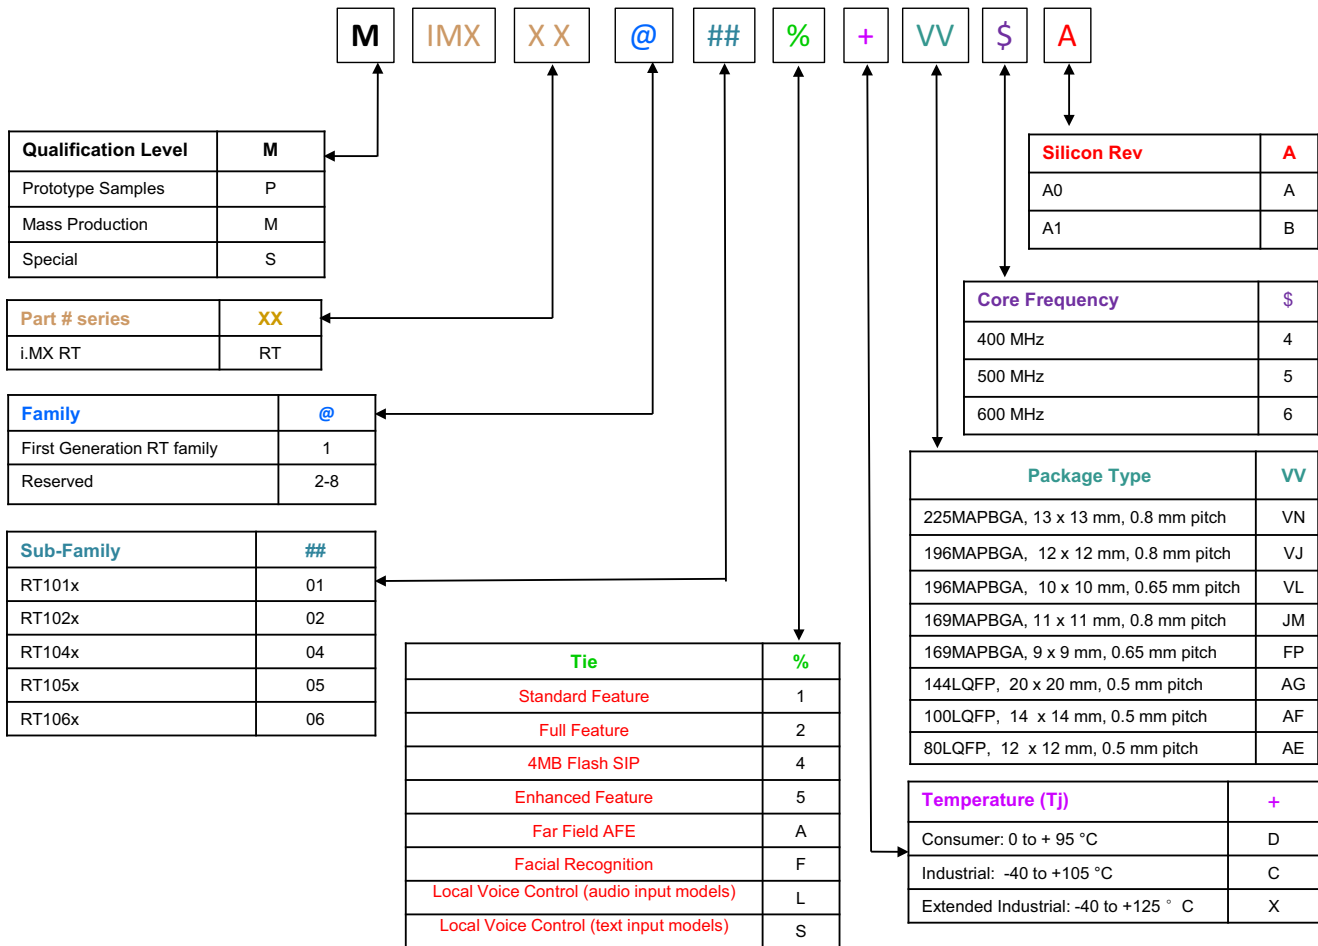 M IMX X X @ ## % + VV $ A
Qualification Level M
Prototype Samples P
Mass Production M
Special S
Part # series XX
i.MX RT RT
Family @
First Generation RT family 1
Reserved 2-8
Sub-Family ##
RT101x 01
RT102x 02
RT104x 04
RT105x 05
RT106x 06
Tie %
Standard Feature 1
Full Feature 2
4MB Flash SIP 4
Enhanced Feature 5
Far Field AFE A
Facial Recognition F
Local Voice Control (audio input models) L
Local Voice Control (text input models) S
Silicon Rev A
A0 A
A1 B
Core Frequency $
400 MHz 4
500 MHz 5
600 MHz 6
Package Type VV
225MAPBGA, 13 x 13 mm, 0.8 mm pitch VN
196MAPBGA, 12 x 12 mm, 0.8 mm pitch VJ
196MAPBGA, 10 x 10 mm, 0.65 mm pitch VL
169MAPBGA, 11 x 11 mm, 0.8 mm pitch JM
169MAPBGA, 9 x 9 mm, 0.65 mm pitch FP
144LQFP, 20 x 20 mm, 0.5 mm pitch AG
100LQFP, 14 x 14 mm, 0.5 mm pitch AF
80LQFP, 12 x 12 mm, 0.5 mm pitch AE
Temperature (Tj) +
Consumer: 0 to + 95 °C D
Industrial: -40 to +105 °C C
Extended Industrial: -40 to +125 ° C X